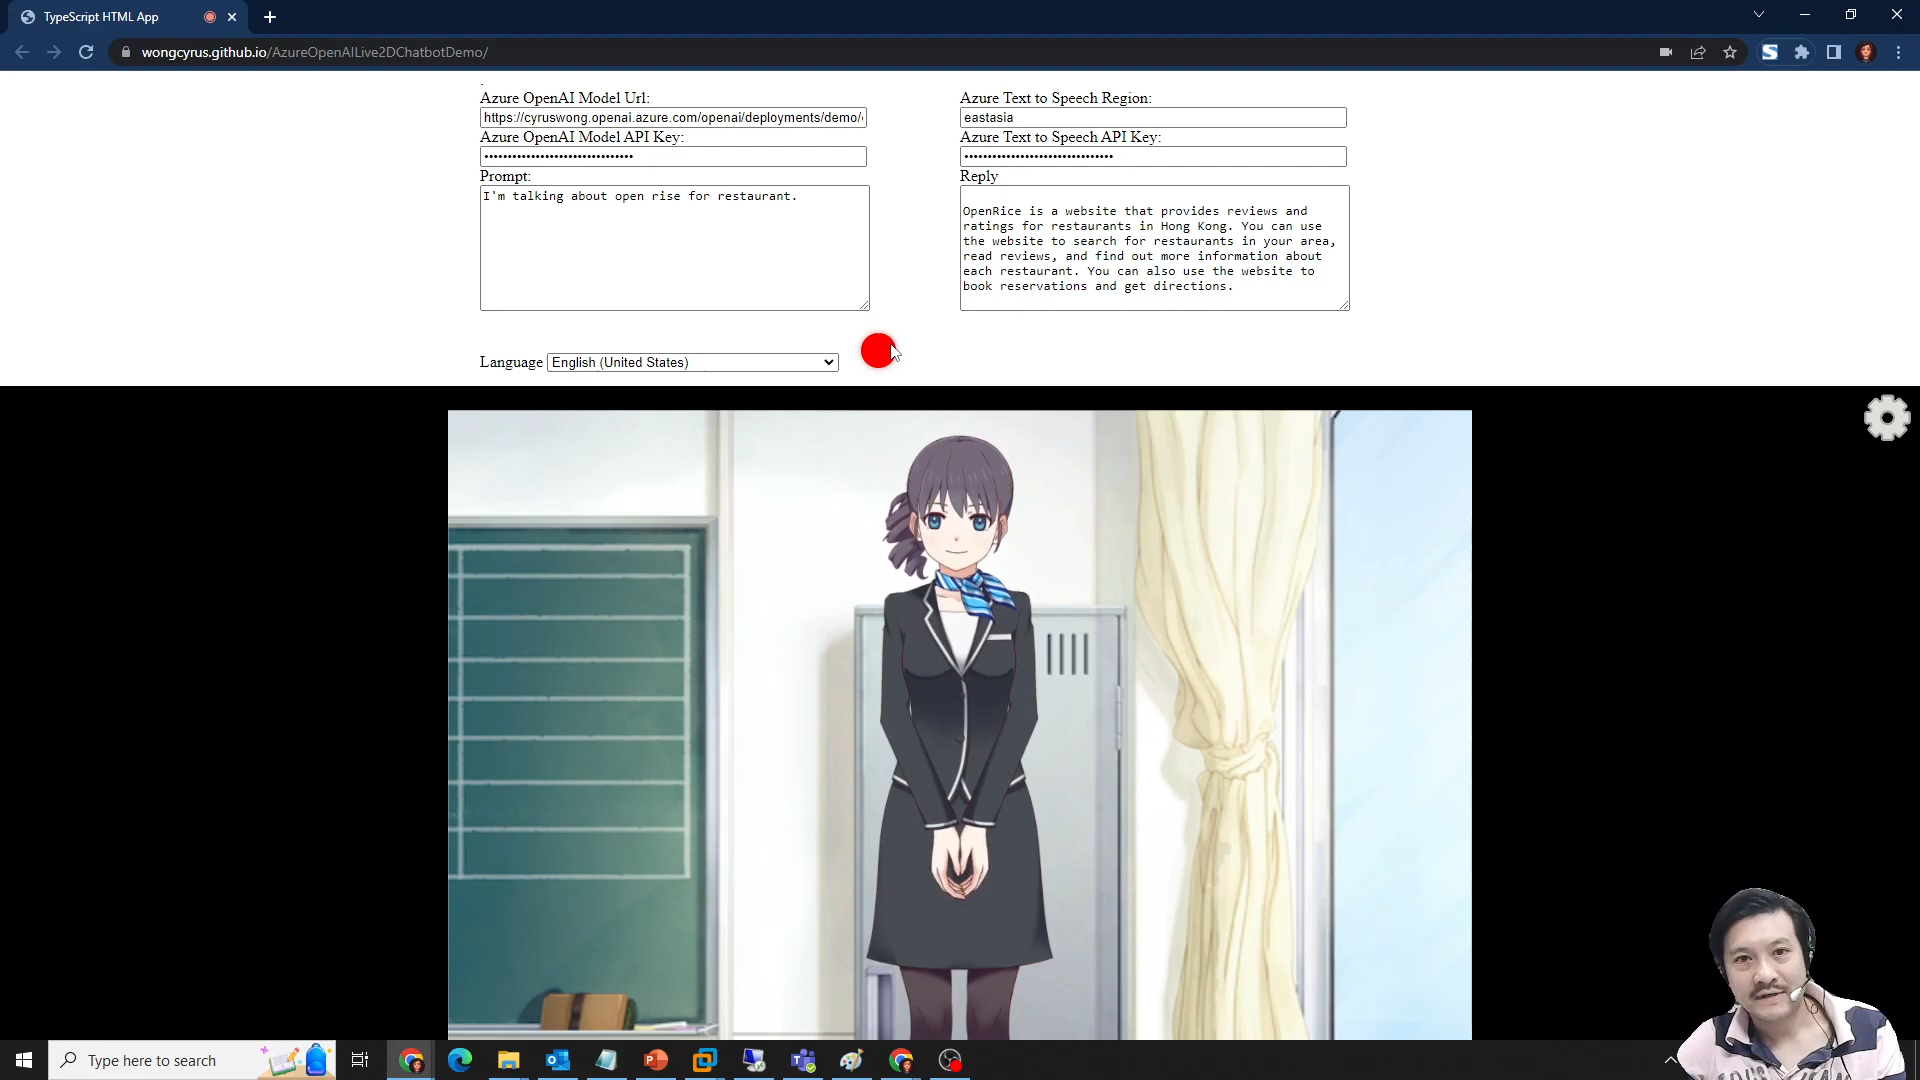 TypeScript HTML App
wongcyrus.github.io/AzureOpenAILive2DChatbotDemo/
Azure OpenAI Model Url:
https://cyruswong.openai.azure.com/openai/deployments/demo/
Azure OpenAI Model API Key:
••••••••••••••••••••••••••••••••
Prompt:
I'm talking about open rise for restaurant.
Azure Text to Speech Region:
eastasia
Azure Text to Speech API Key:
••••••••••••••••••••••••••••••••
Reply
OpenRice is a website that provides reviews and
ratings for restaurants in Hong Kong. You can use
the website to search for restaurants in your area,
read reviews, and find out more information about
each restaurant. You can also use the website to
book reservations and get directions.
Language English (United States)
Type here to search